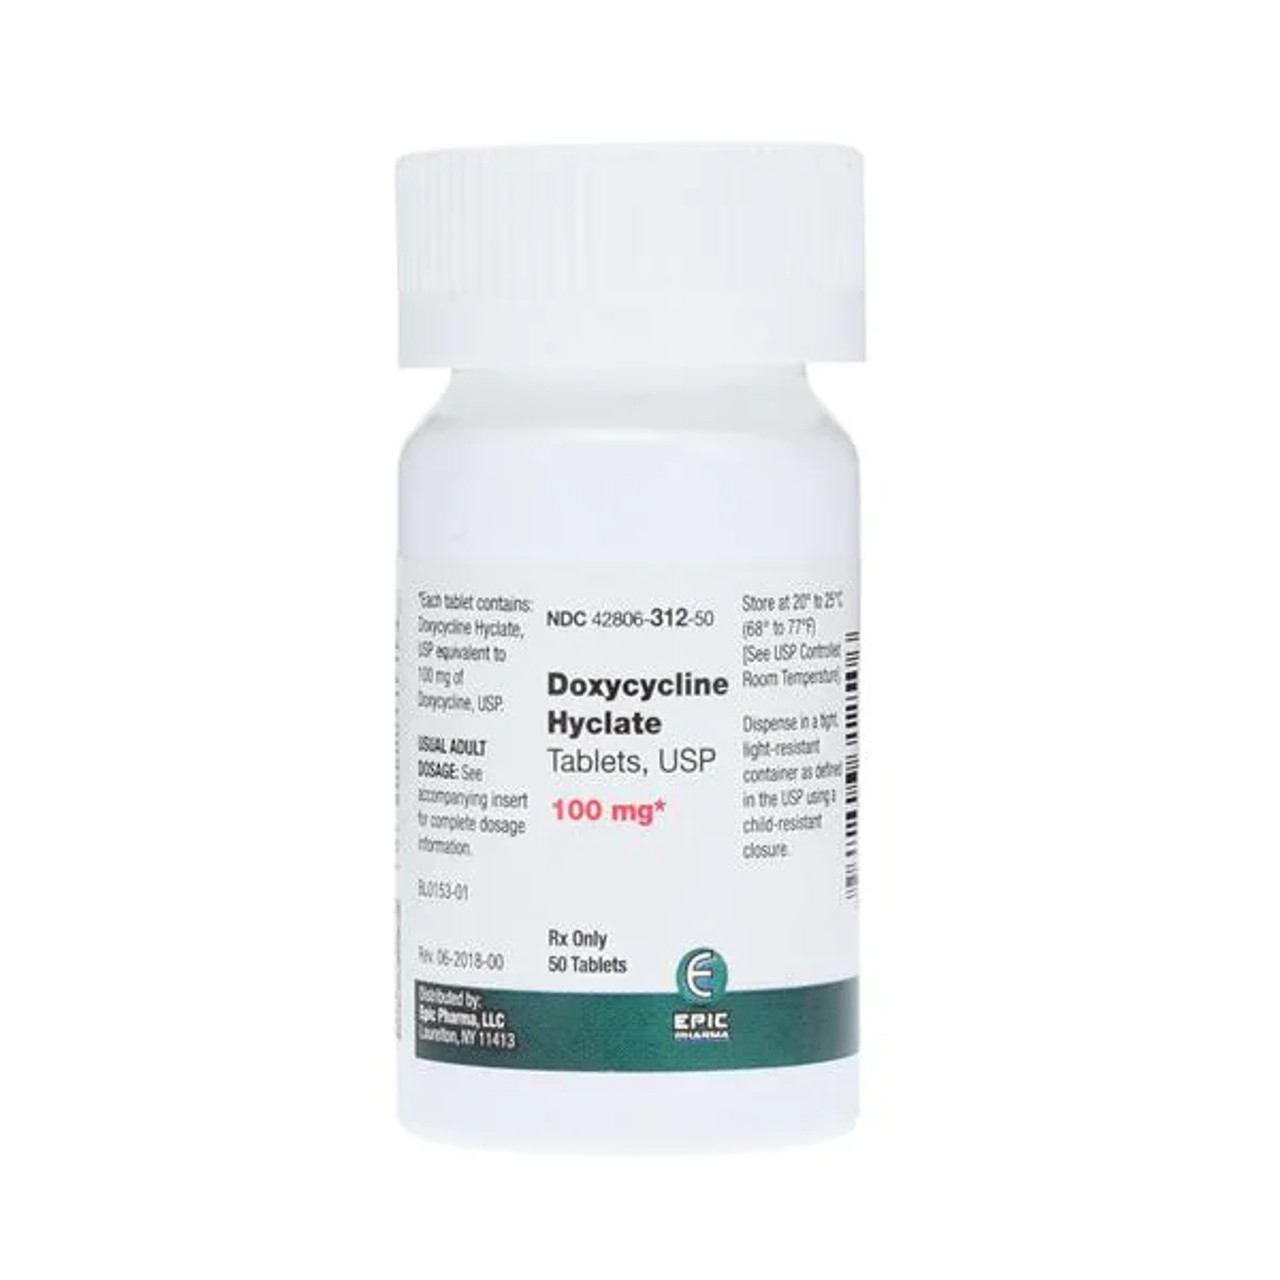 *Each tablet contains:
Doxycycline Hyclate,
USP equivalent to
100 mg of
Doxycycline, USP.
USUAL ADULT
DOSAGE: See
accompanying insert
for complete dosage
information.
BL0153-01
Rev. 06-2018-00
NDC 42806-312-50
Doxycycline
Hyclate
Tablets, USP
100 mg*
Rx Only
50 Tablets
Store at 20° to 25°C
(68° to 77°F)
[See USP Controlled
Room Temperature].
Dispense in a tight,
light-resistant
container as defined
in the USP using a
child-resistant
closure.
Distributed by:
Epic Pharma, LLC
Laurelton, NY 11413
E
EPIC
PHARMA